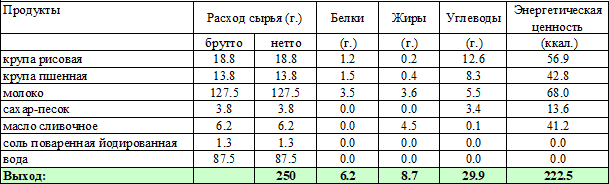 Продукты Расход сырья (г.) Белки Жиры Углеводы Энергетическая ценность
брутто нетто (г.) (г.) (г.) (ккал.)
крупа рисовая 18.8 18.8 1.2 0.2 12.6 56.9
крупа пшенная 13.8 13.8 1.5 0.4 8.3 42.8
молоко 127.5 127.5 3.5 3.6 5.5 68.0
сахар-песок 3.8 3.8 0.0 0.0 3.4 13.6
масло сливочное 6.2 6.2 0.0 4.5 0.1 41.2
соль поваренная йодированная 1.3 1.3 0.0 0.0 0.0 0.0
вода 87.5 87.5 0.0 0.0 0.0 0.0
Выход: 250 6.2 8.7 29.9 222.5